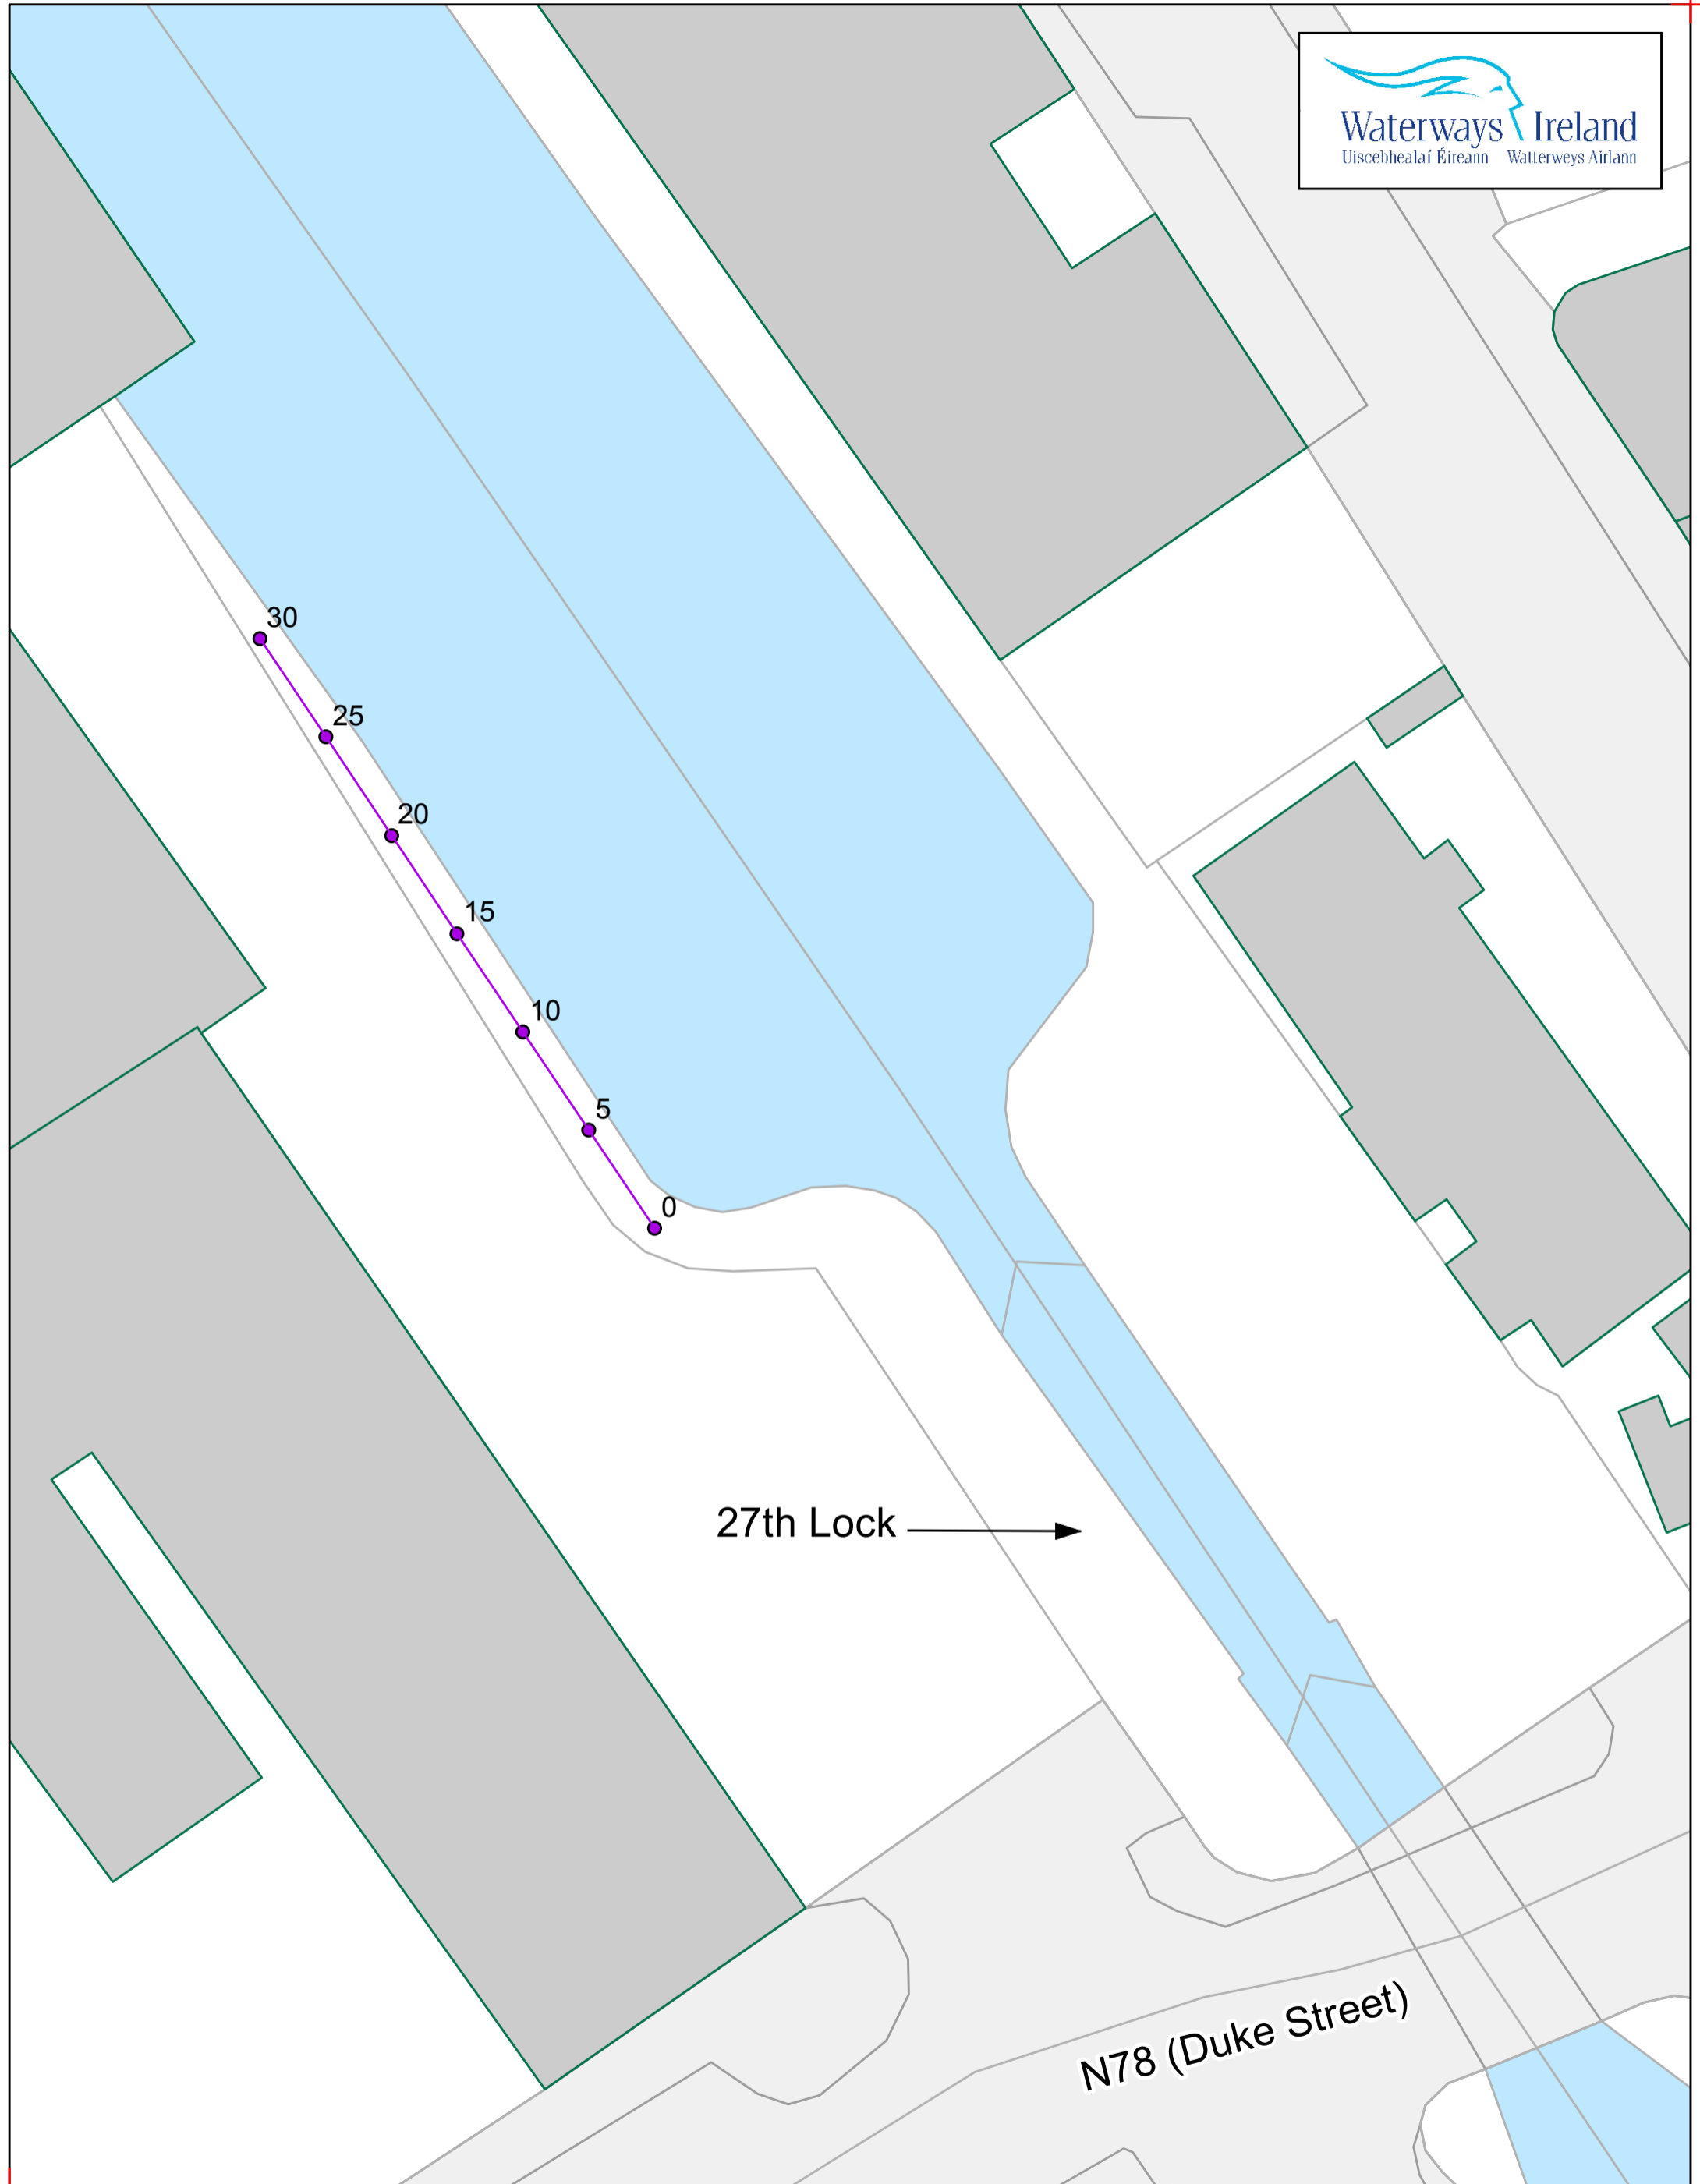 Waterways Ireland
Uiscebhealaí Éireann Watterweys Airlann
30
25
20
15
10
5
0
27th Lock
N78 (Duke Street)